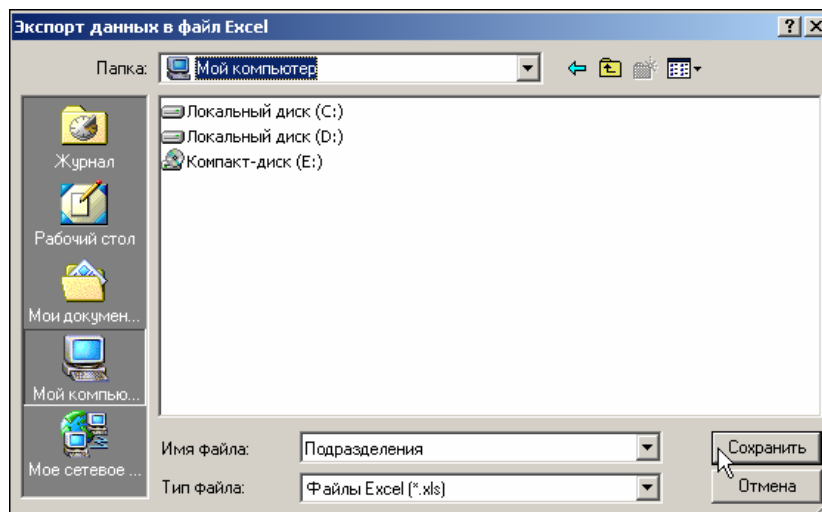 Экспорт данных в файл Excel
Папка:
Мой компьютер
Локальный диск (C:)
Локальный диск (D:)
Компакт-диск (E:)
Журнал
Рабочий стол
Мои докумен...
Мой компью...
Мое сетевое ...
Имя файла:
Подразделения
Сохранить
Тип файла:
Файлы Excel (*.xls)
Отмена